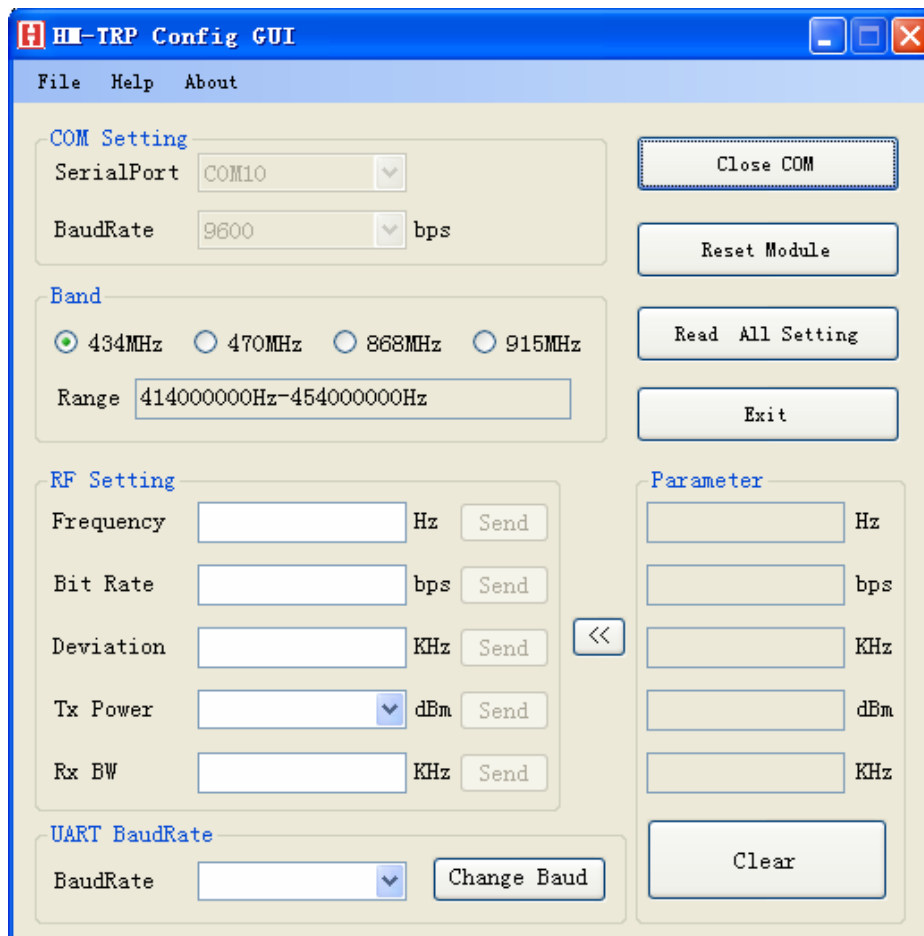 HM-TRP Config GUI
File Help About
COM Setting
SerialPort COM10
BaudRate 9600 bps
Close COM
Reset Module
Read All Setting
Exit
Band
434MHz 470MHz 868MHz 915MHz
Range 414000000Hz-454000000Hz
RF Setting
Frequency Hz Send
Bit Rate bps Send
Deviation KHz Send
Tx Power dBm Send
Rx BW KHz Send
<<
Parameter
Hz
bps
KHz
dBm
KHz
Clear
UART BaudRate
BaudRate Change Baud